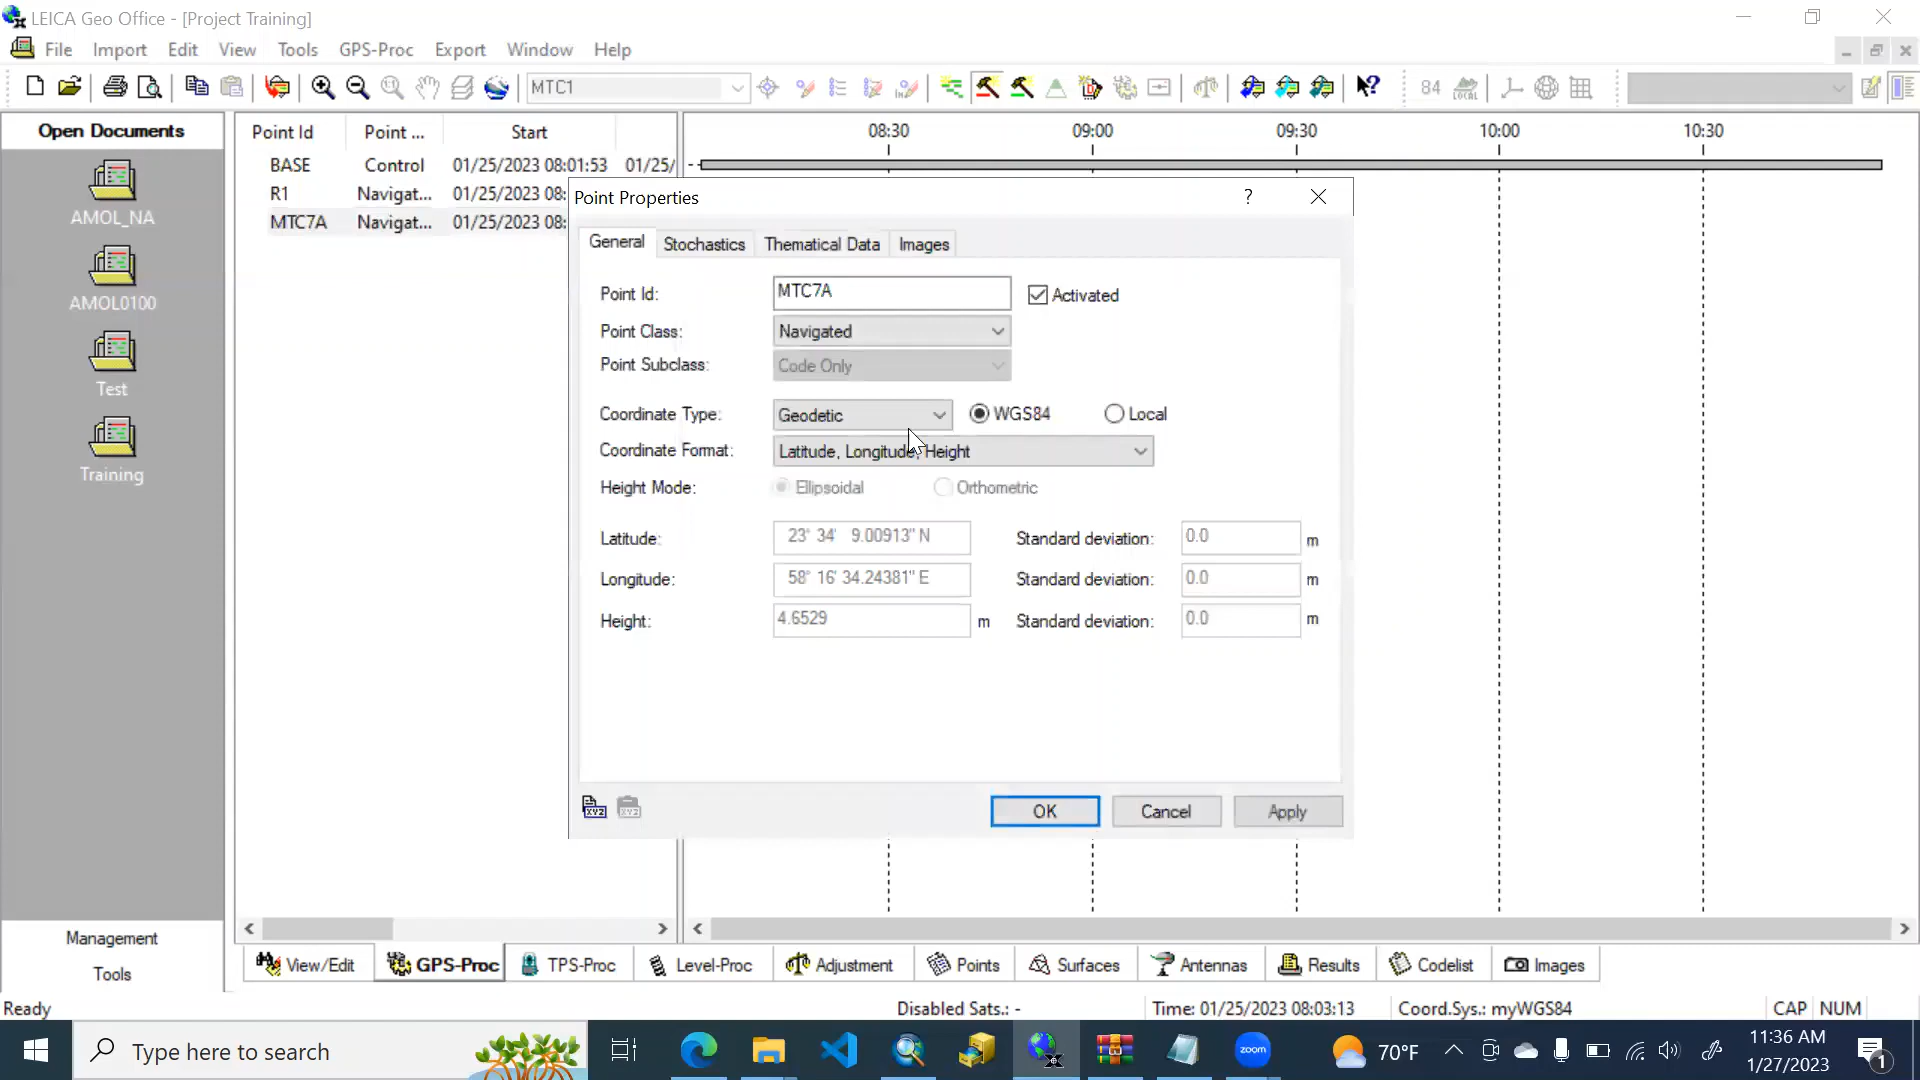 LEICA Geo Office - [Project Training]
File Import Edit View Tools GPS-Proc Export Window Help
MTC1
84
LOCAL
Open Documents
AMOL_NA
AMOL0100
Test
Training
Management
Tools
Point Id Point ... Start
BASE Control 01/25/2023 08:01:53 01/25/
R1 Navigat... 01/25/2023 08:
MTC7A Navigat... 01/25/2023 08:
08:30 09:00 09:30 10:00 10:30
Point Properties
?
General Stochastics Thematical Data Images
Point Id: MTC7A Activated
Point Class: Navigated
Point Subclass: Code Only
Coordinate Type: Geodetic WGS84 Local
Coordinate Format: Latitude, Longitude, Height
Height Mode: Ellipsoidal Orthometric
Latitude: 23° 34' 9.00913" N Standard deviation: 0.0 m
Longitude: 58° 16' 34.24381" E Standard deviation: 0.0 m
Height: 4.6529 m Standard deviation: 0.0 m
XYZ XYZ
OK Cancel Apply
View/Edit GPS-Proc TPS-Proc Level-Proc Adjustment Points Surfaces Antennas Results Codelist Images
Ready Disabled Sats.: - Time: 01/25/2023 08:03:13 Coord.Sys.: myWGS84 CAP NUM
Type here to search
zoom
70°F
11:36 AM
1/27/2023
1